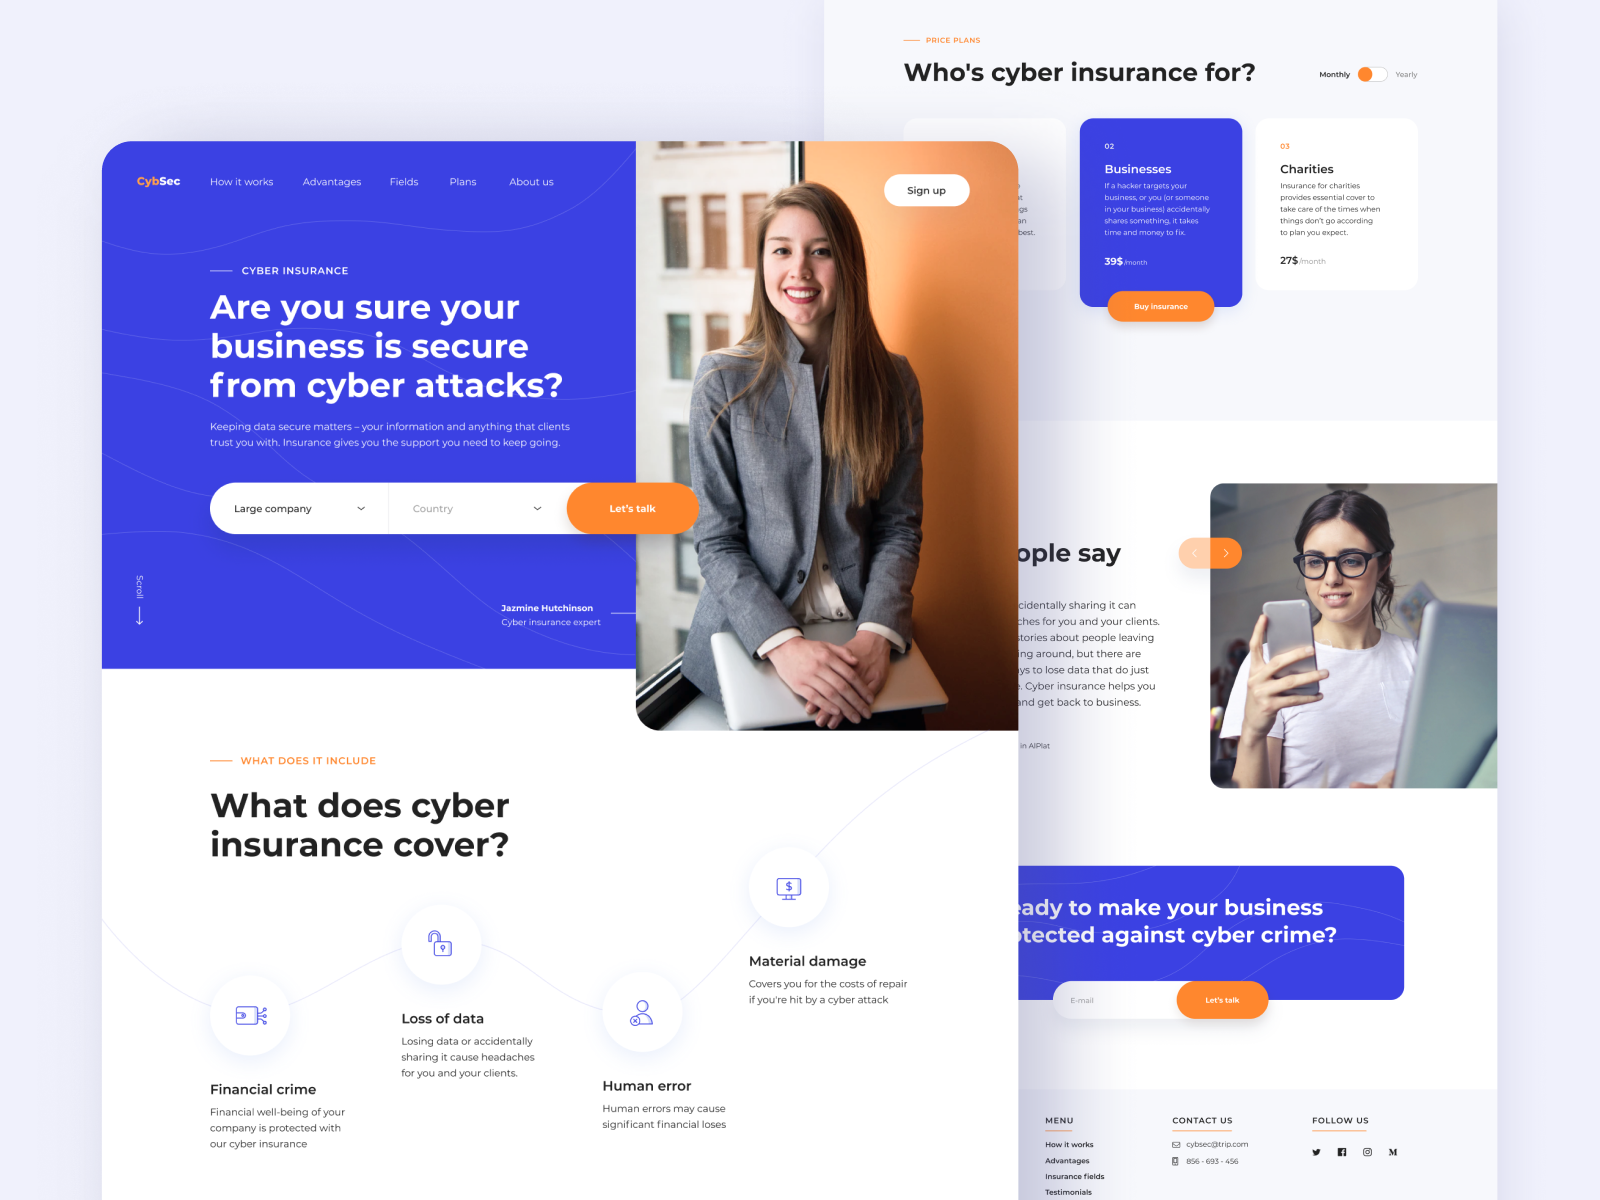 CybSec
How it works
Advantages
Fields
Plans
About us
Sign up
CYBER INSURANCE
Are you sure your
business is secure
from cyber attacks?
Keeping data secure matters – your information and anything that clients
trust you with. Insurance gives you the support you need to keep going.
Large company
Country
Let's talk
Scroll
Jazmine Hutchinson
Cyber insurance expert
WHAT DOES IT INCLUDE
What does cyber
insurance cover?
Financial crime
Financial well-being of your
company is protected with
our cyber insurance
Loss of data
Losing data or accidentally
sharing it cause headaches
for you and your clients.
Human error
Human errors may cause
significant financial loses
Material damage
Covers you for the costs of repair
if you're hit by a cyber attack
PRICE PLANS
Who's cyber insurance for?
Monthly
Yearly
best.
02
Businesses
If a hacker targets your
business, or you (or someone
in your business) accidentally
shares something, it takes
time and money to fix.
39$/month
Buy insurance
03
Charities
Insurance for charities
provides essential cover to
take care of the times when
things don't go according
to plan you expect.
27$/month
ople say
cidentally sharing it can
ches for you and your clients.
stories about people leaving
ing around, but there are
ys to lose data that do just
. Cyber insurance helps you
and get back to business.
in AIPlat
eady to make your business
otected against cyber crime?
E-mail
Let's talk
MENU
How it works
Advantages
Insurance fields
Testimonials
CONTACT US
cybsec@trip.com
856 - 693 - 456
FOLLOW US